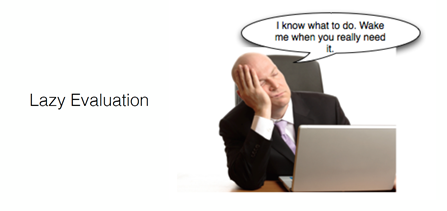 I know what to do. Wake
me when you really need
it.
Lazy Evaluation